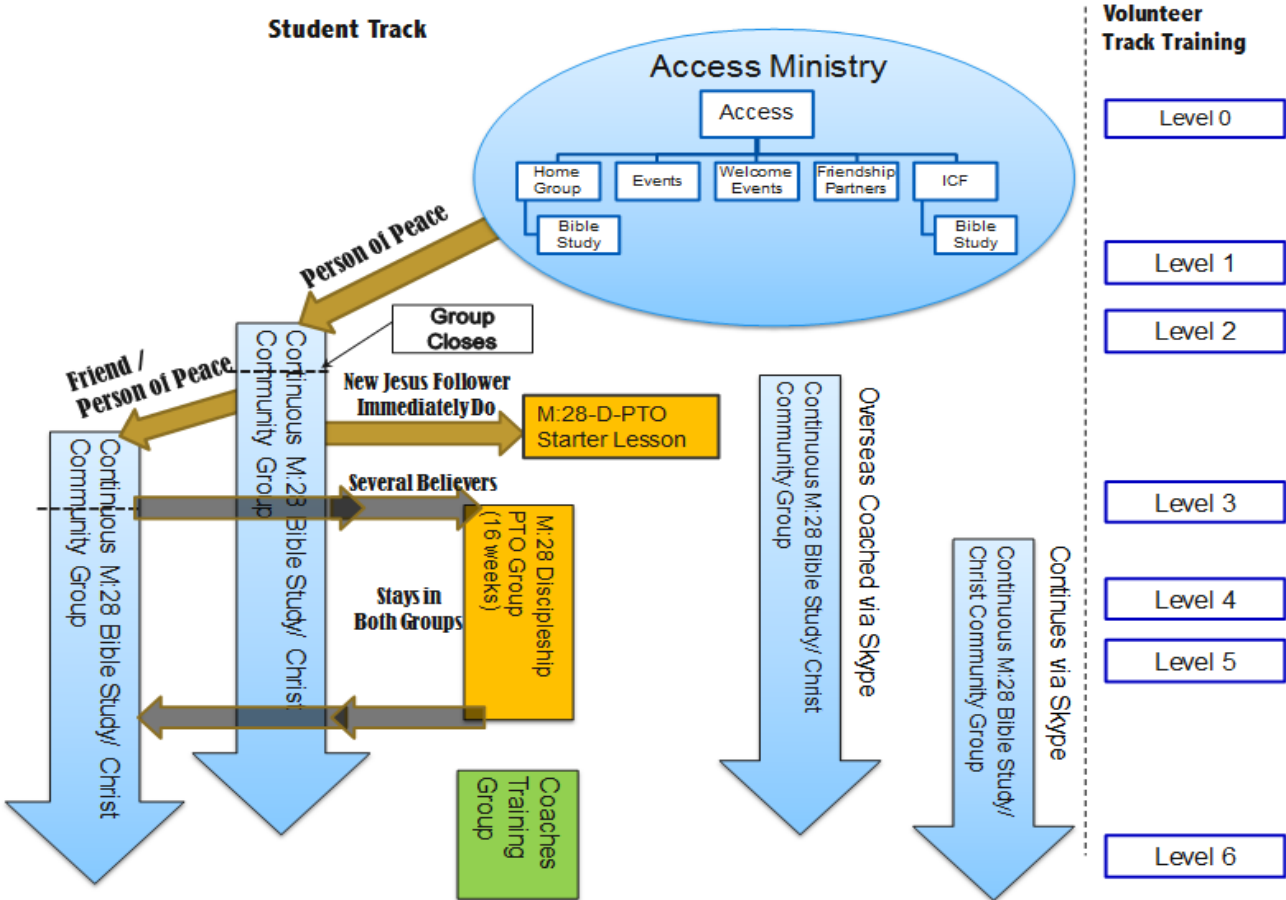 Student Track
Volunteer
Track Training
Access Ministry
Access
Home
Group
Events
Welcome
Events
Friendship
Partners
ICF
Bible
Study
Bible
Study
Level 0
Level 1
Level 2
Level 3
Level 4
Level 5
Level 6
Person of Peace
Group
Closes
Friend /
Person of Peace
Continuous M:28 Bible Study/ Christ
Community Group
New Jesus Follower
Immediately Do
M:28-D-PTO
Starter Lesson
Continuous M:28 Bible Study/ Christ
Community Group
Several Believers
M:28 Discipleship
PTO Group
(16 weeks)
Stays in
Both Groups
Coaches
Training
Group
Overseas Coached via Skype
Continuous M:28 Bible Study/ Christ
Community Group
Continues via Skype
Continuous M:28 Bible Study/
Christ Community Group